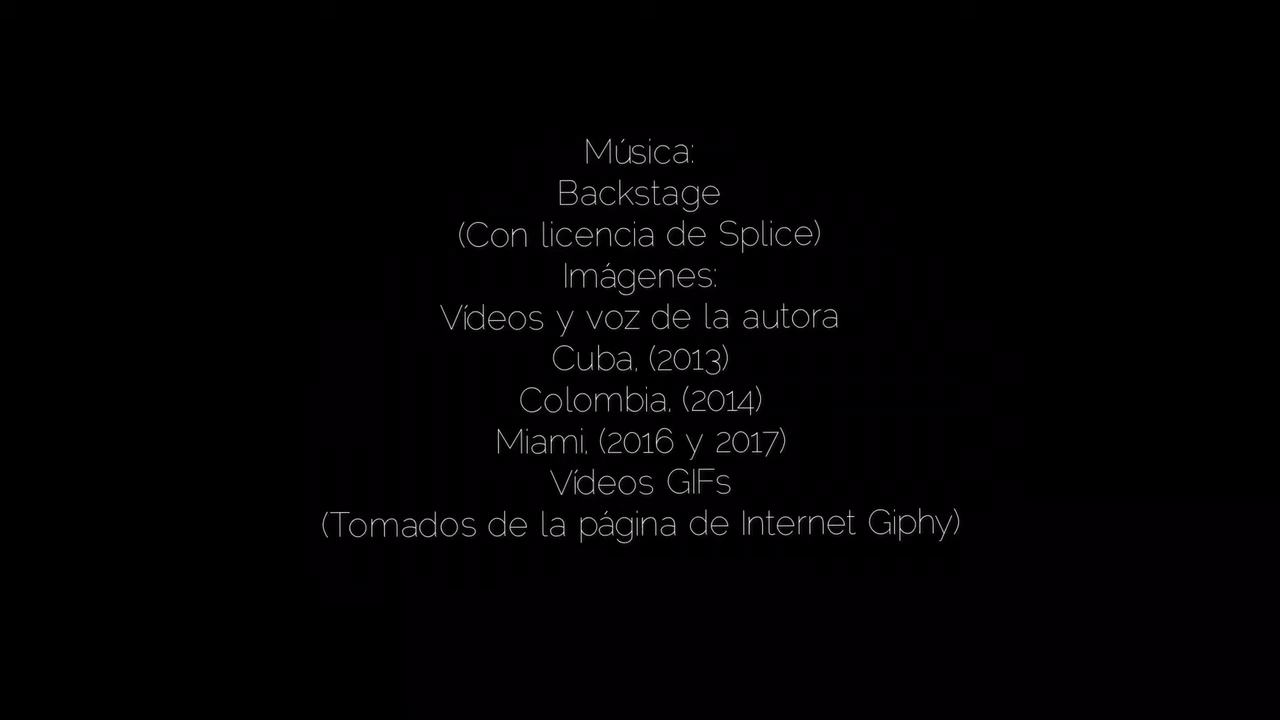 Música:
Backstage
(Con licencia de Splice)
Imágenes:
Vídeos y voz de la autora
Cuba, (2013)
Colombia, (2014)
Miami, (2016 y 2017)
Vídeos GIFs
(Tomados de la página de Internet Giphy)